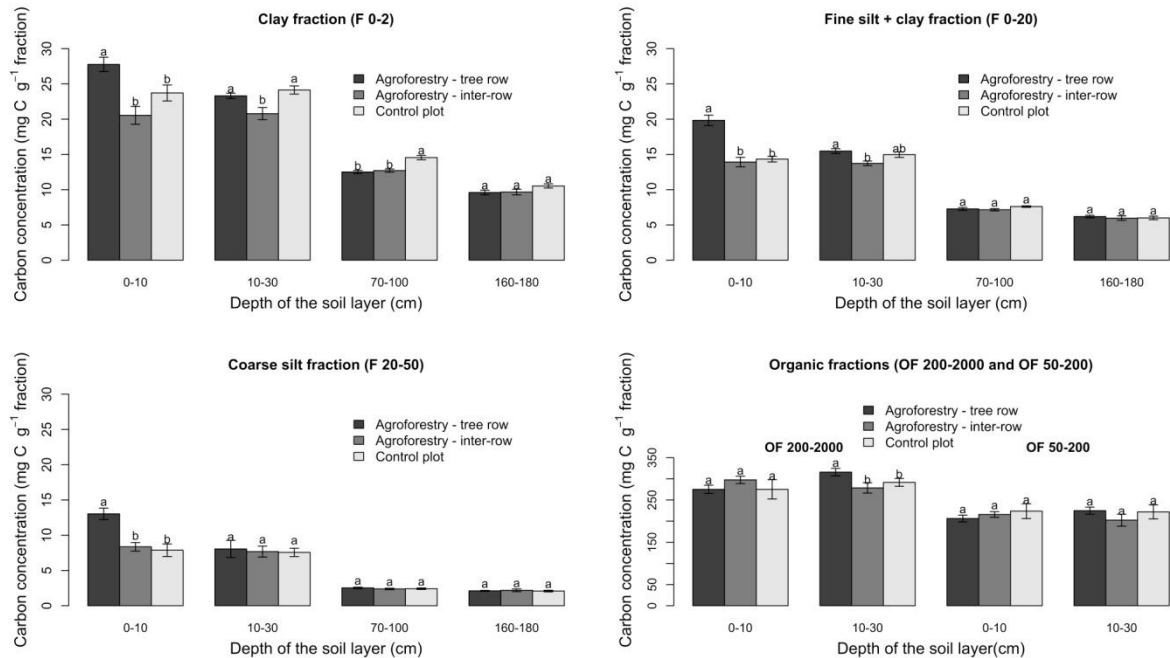 Clay fraction (F 0-2)
Carbon concentration (mg C g⁻¹ fraction)
30
25
20
15
10
5
0
Agroforestry - tree row
Agroforestry - inter-row
Control plot
a
b
b
a
b
a
b
b
a
a
a
a
0-10
10-30
70-100
160-180
Depth of the soil layer (cm)
Fine silt + clay fraction (F 0-20)
Carbon concentration (mg C g⁻¹ fraction)
30
25
20
15
10
5
0
Agroforestry - tree row
Agroforestry - inter-row
Control plot
a
b
b
a
b
ab
a
a
a
a
a
a
0-10
10-30
70-100
160-180
Depth of the soil layer (cm)
Coarse silt fraction (F 20-50)
Carbon concentration (mg C g⁻¹ fraction)
30
25
20
15
10
5
0
Agroforestry - tree row
Agroforestry - inter-row
Control plot
a
b
b
a
a
a
a
a
a
a
a
a
0-10
10-30
70-100
160-180
Depth of the soil layer (cm)
Organic fractions (OF 200-2000 and OF 50-200)
Carbon concentration (mg C g⁻¹ fraction)
350
250
150
50
0
Agroforestry - tree row
Agroforestry - inter-row
Control plot
OF 200-2000
OF 50-200
a
a
a
a
b
b
a
a
a
a
a
a
0-10
10-30
0-10
10-30
Depth of the soil layer(cm)